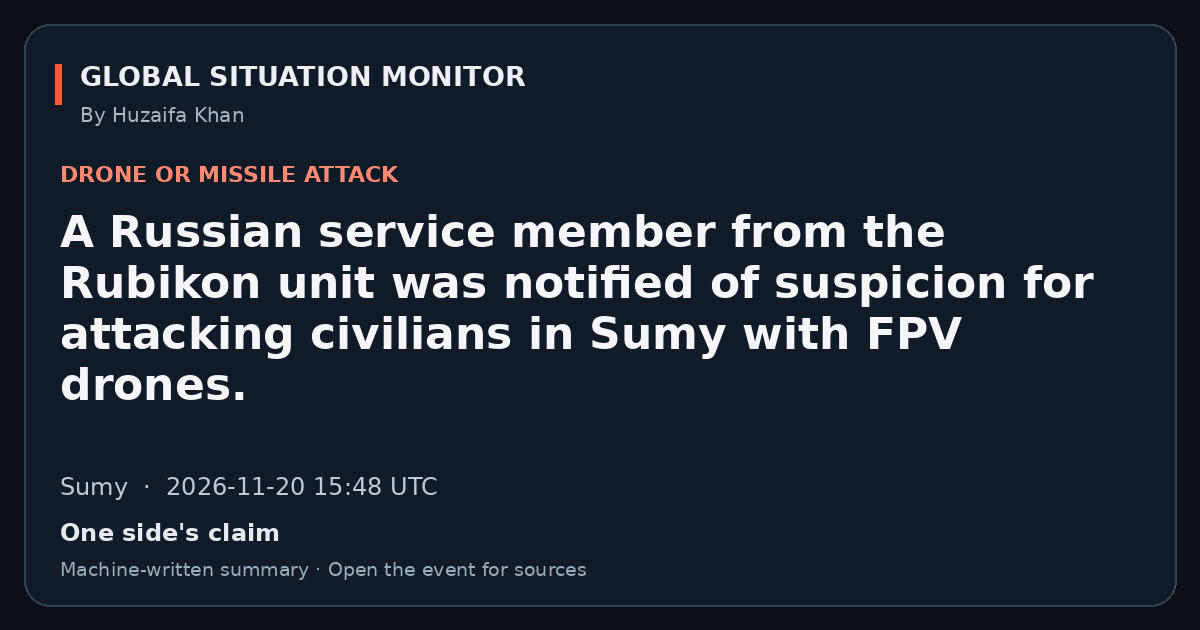 GLOBAL SITUATION MONITOR
By Huzaifa Khan
DRONE OR MISSILE ATTACK
A Russian service member from the
Rubikon unit was notified of suspicion for
attacking civilians in Sumy with FPV
drones.
Sumy · 2026-11-20 15:48 UTC
One side's claim
Machine-written summary · Open the event for sources